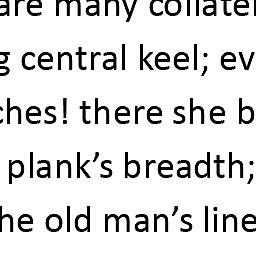 are many collater
g central keel; ev
ches! there she b
plank’s breadth;
he old man’s line